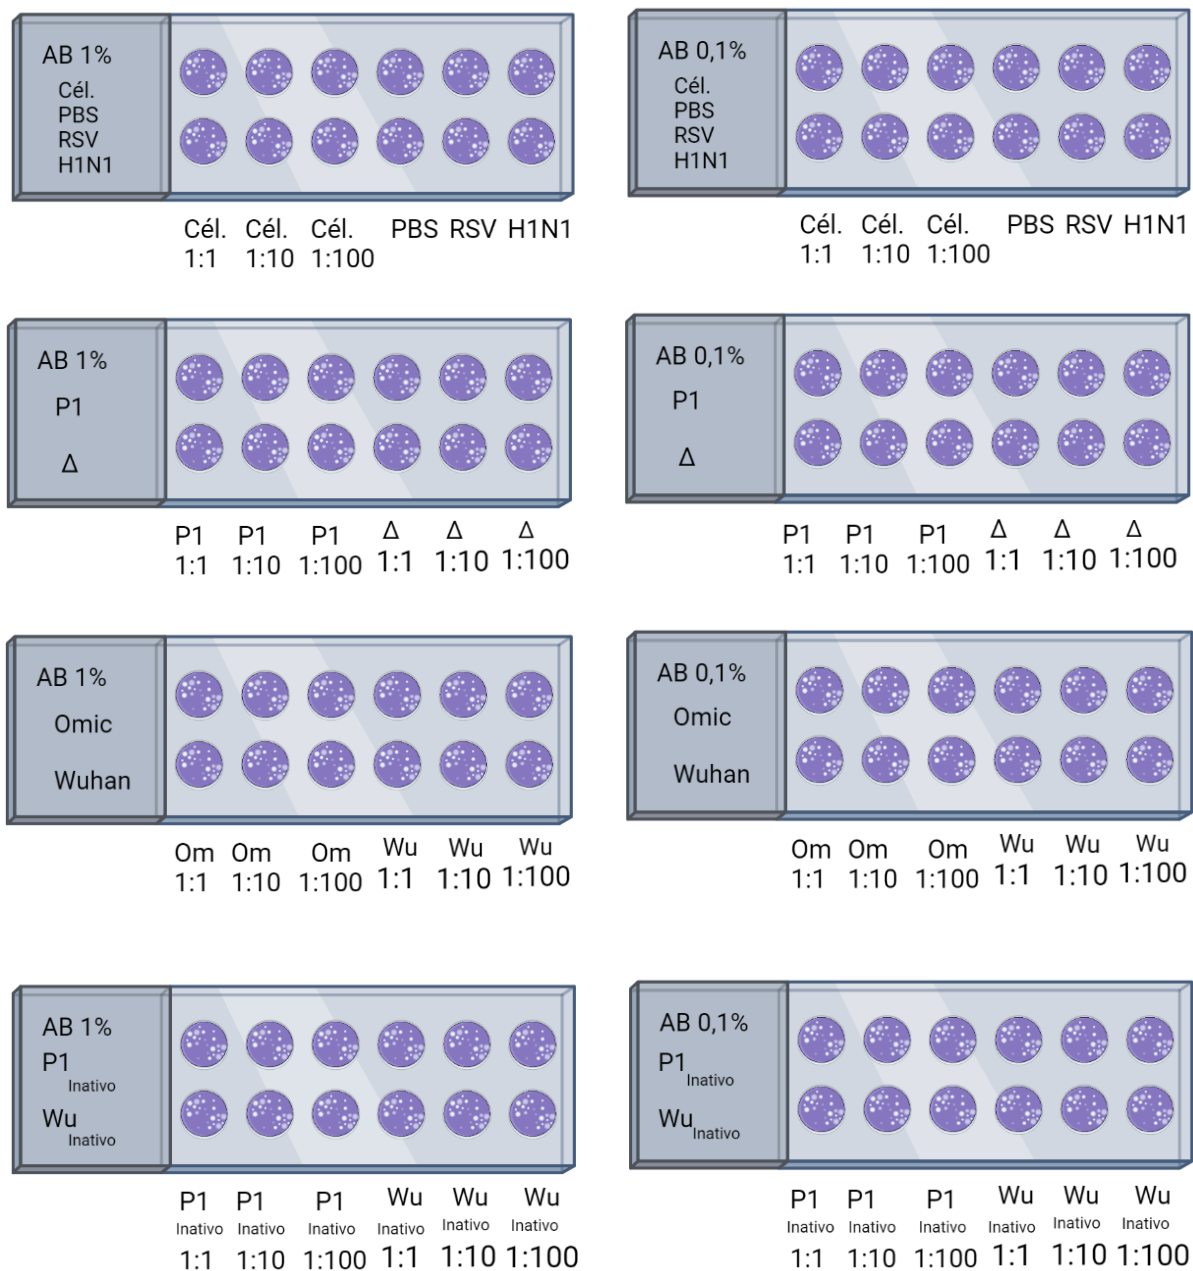 AB 1%
Cél.
PBS
RSV
H1N1
Cél. Cél. Cél. PBS RSV H1N1
1:1 1:10 1:100
AB 0,1%
Cél.
PBS
RSV
H1N1
Cél. Cél. Cél. PBS RSV H1N1
1:1 1:10 1:100
AB 1%
P1
Δ
P1 P1 P1 Δ Δ Δ
1:1 1:10 1:100 1:1 1:10 1:100
AB 0,1%
P1
Δ
P1 P1 P1 Δ Δ Δ
1:1 1:10 1:100 1:1 1:10 1:100
AB 1%
Omic
Wuhan
Om Om Om Wu Wu Wu
1:1 1:10 1:100 1:1 1:10 1:100
AB 0,1%
Omic
Wuhan
Om Om Om Wu Wu Wu
1:1 1:10 1:100 1:1 1:10 1:100
AB 1%
P1
Inativo
Wu
Inativo
P1 P1 P1 Wu Wu Wu
Inativo Inativo Inativo Inativo Inativo Inativo
1:1 1:10 1:100 1:1 1:10 1:100
AB 0,1%
P1
Inativo
Wu
Inativo
P1 P1 P1 Wu Wu Wu
Inativo Inativo Inativo Inativo Inativo Inativo
1:1 1:10 1:100 1:1 1:10 1:100